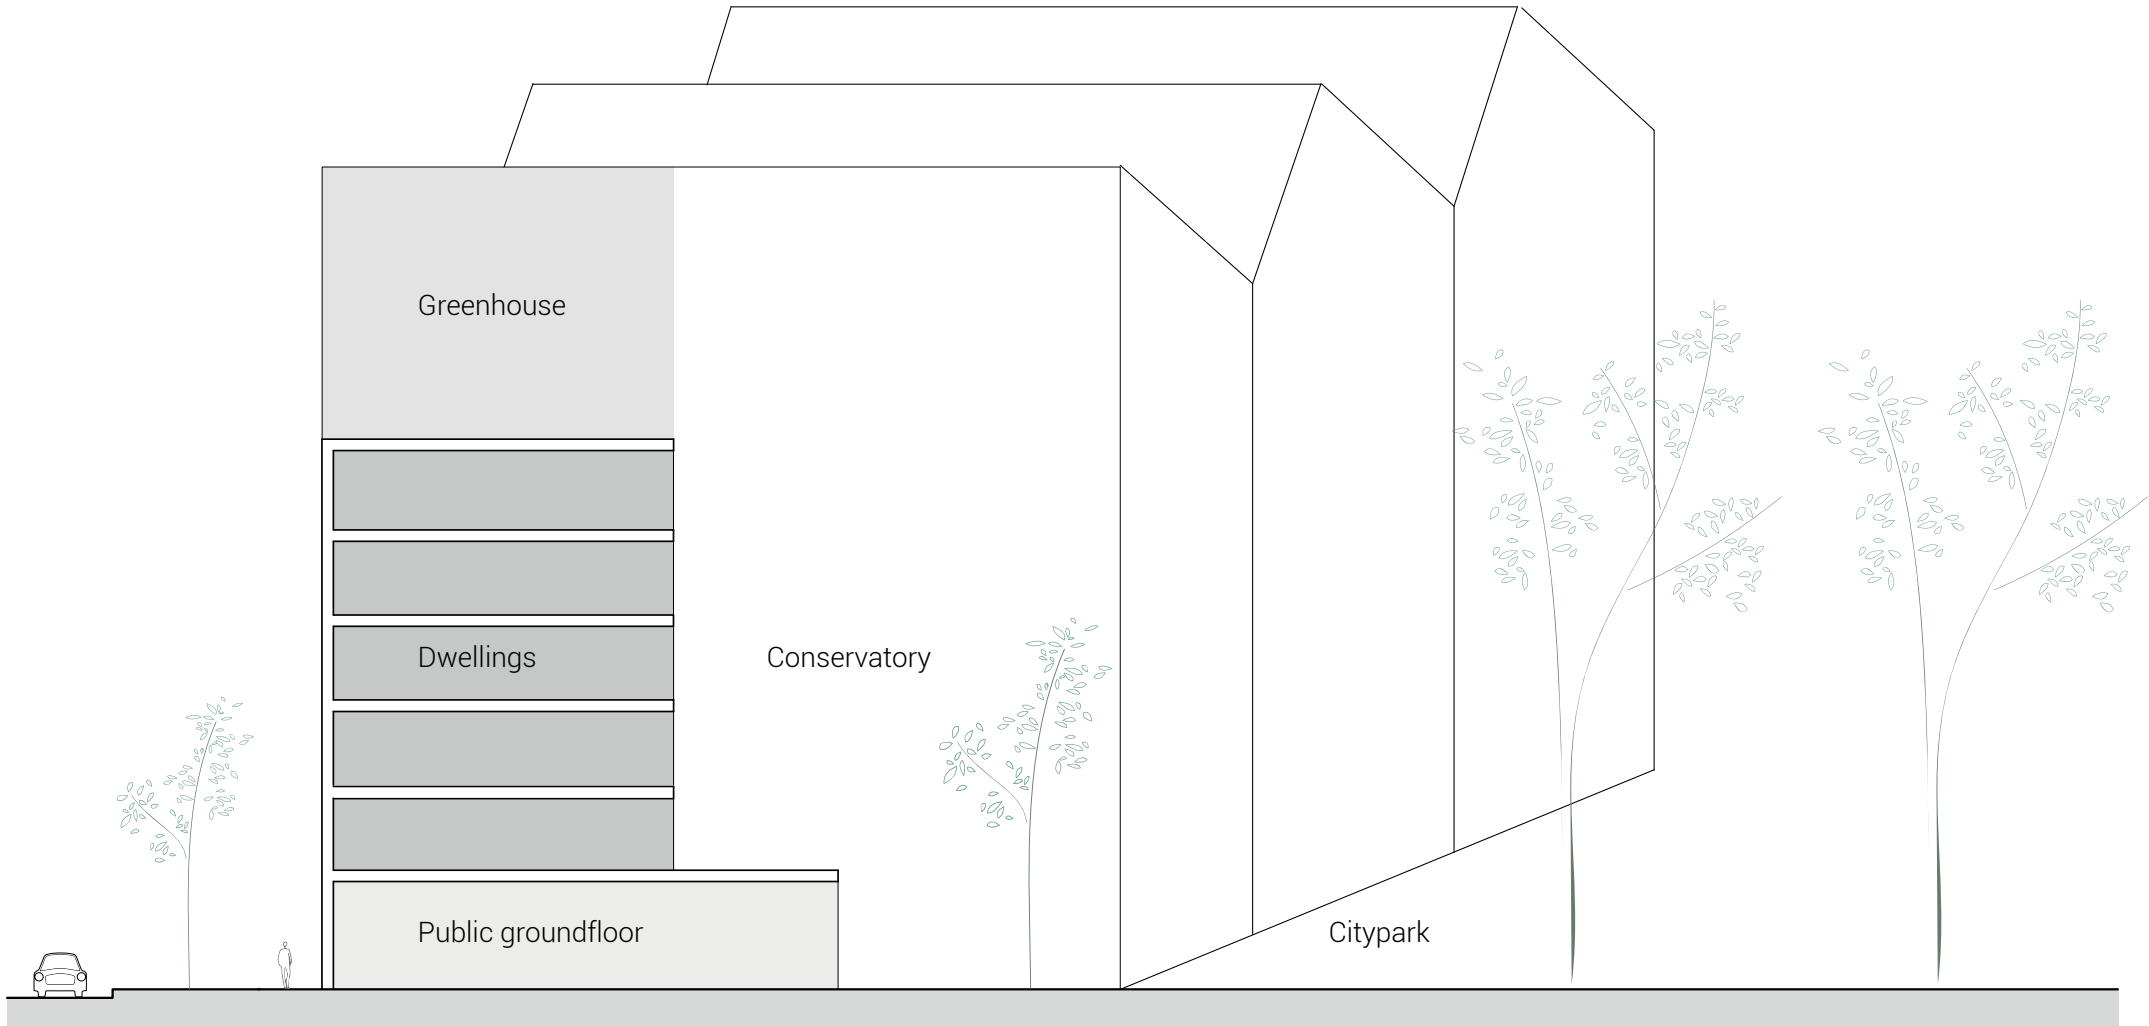 Greenhouse
Dwellings
Conservatory
Public groundfloor
Citypark